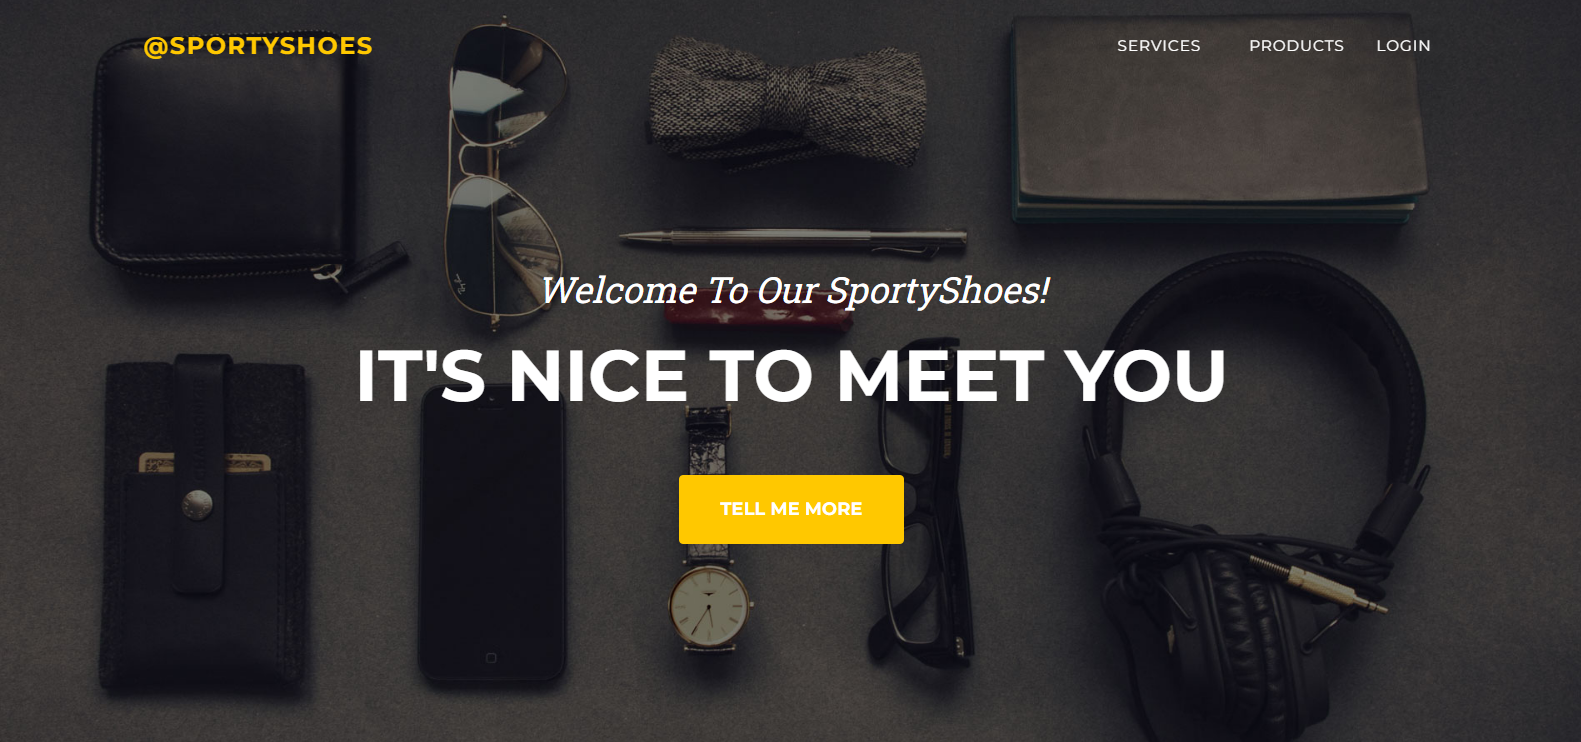 @SPORTYSHOES
SERVICES PRODUCTS LOGIN
Welcome To Our SportyShoes!
IT'S NICE TO MEET YOU
TELL ME MORE